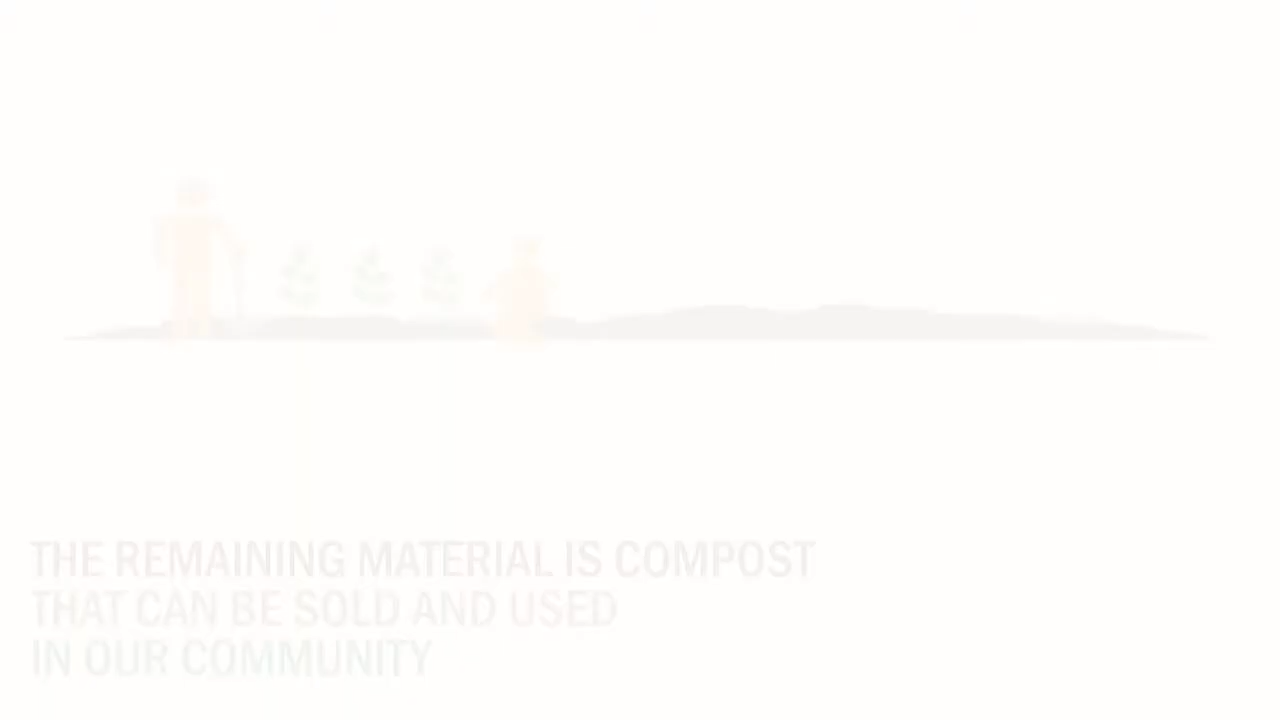 THE REMAINING MATERIAL IS COMPOST
THAT CAN BE SOLD AND USED
IN OUR COMMUNITY